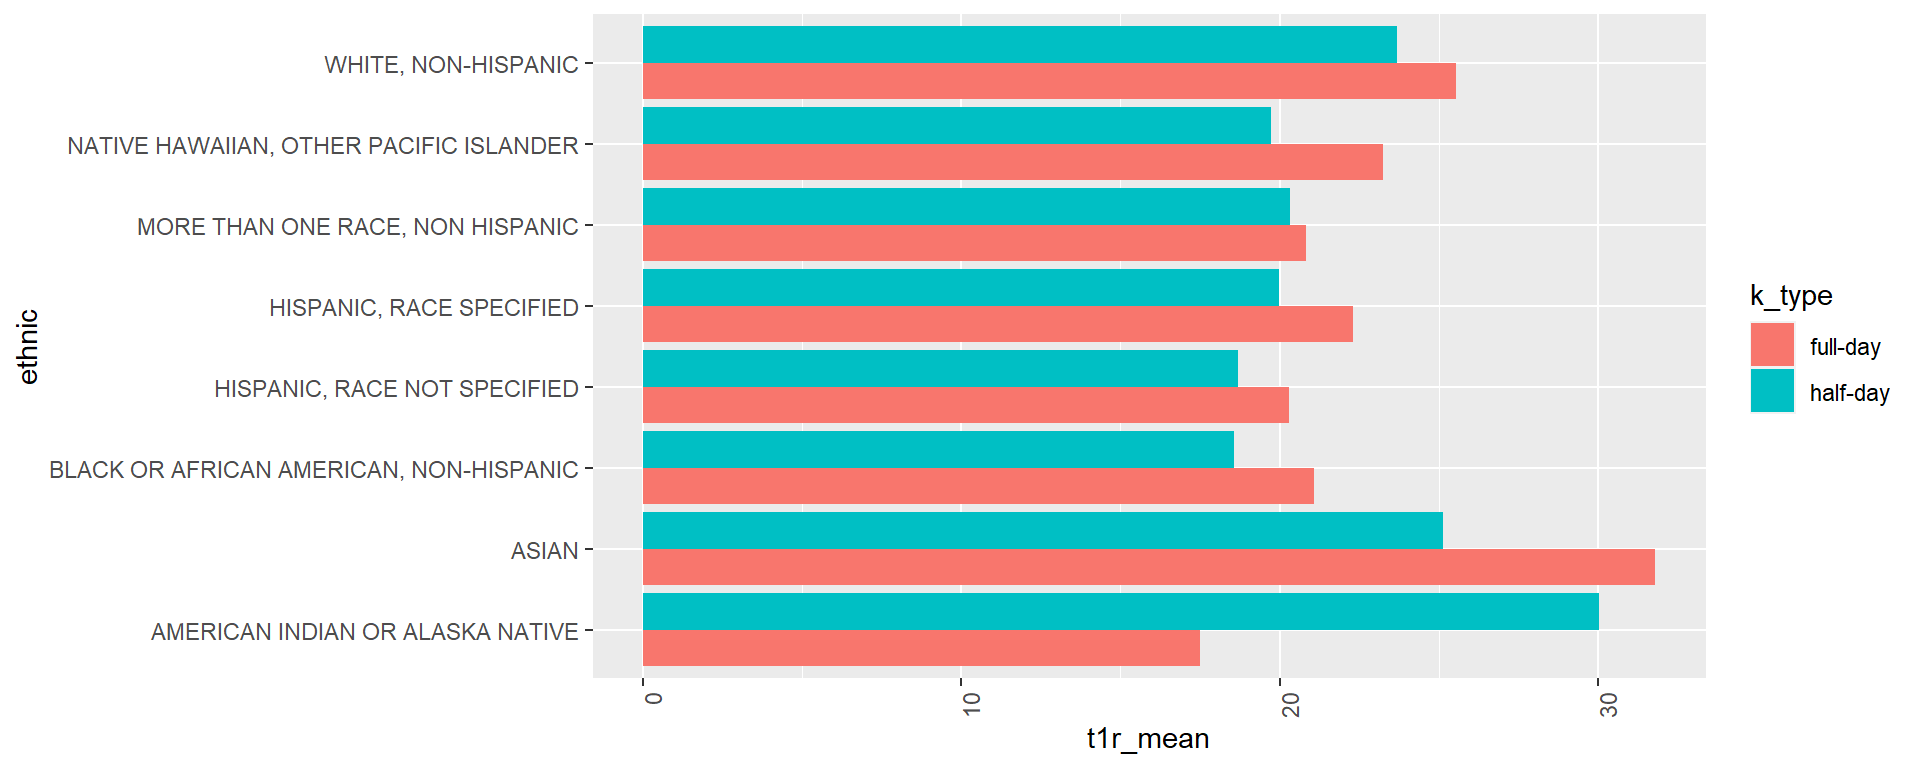 WHITE, NON-HISPANIC
NATIVE HAWAIIAN, OTHER PACIFIC ISLANDER
MORE THAN ONE RACE, NON HISPANIC
HISPANIC, RACE SPECIFIED
HISPANIC, RACE NOT SPECIFIED
BLACK OR AFRICAN AMERICAN, NON-HISPANIC
ASIAN
AMERICAN INDIAN OR ALASKA NATIVE
ethnic
0 10 20 30
t1r_mean
k_type
full-day
half-day